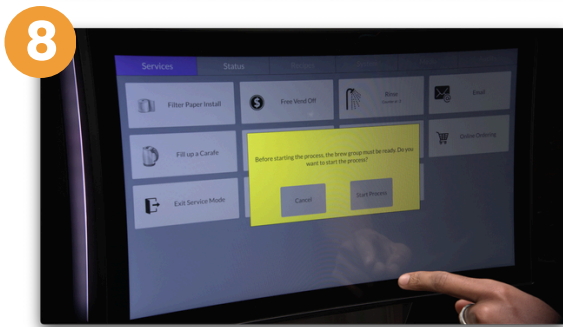 8
Services
Status
Filter Paper Install
Free Vend Off
Rinse
Email
Fill up a Carafe
Online Ordering
Before starting the process, the brew group must be ready. Do you
want to start the process?
Cancel
Start Process
Exit Service Mode